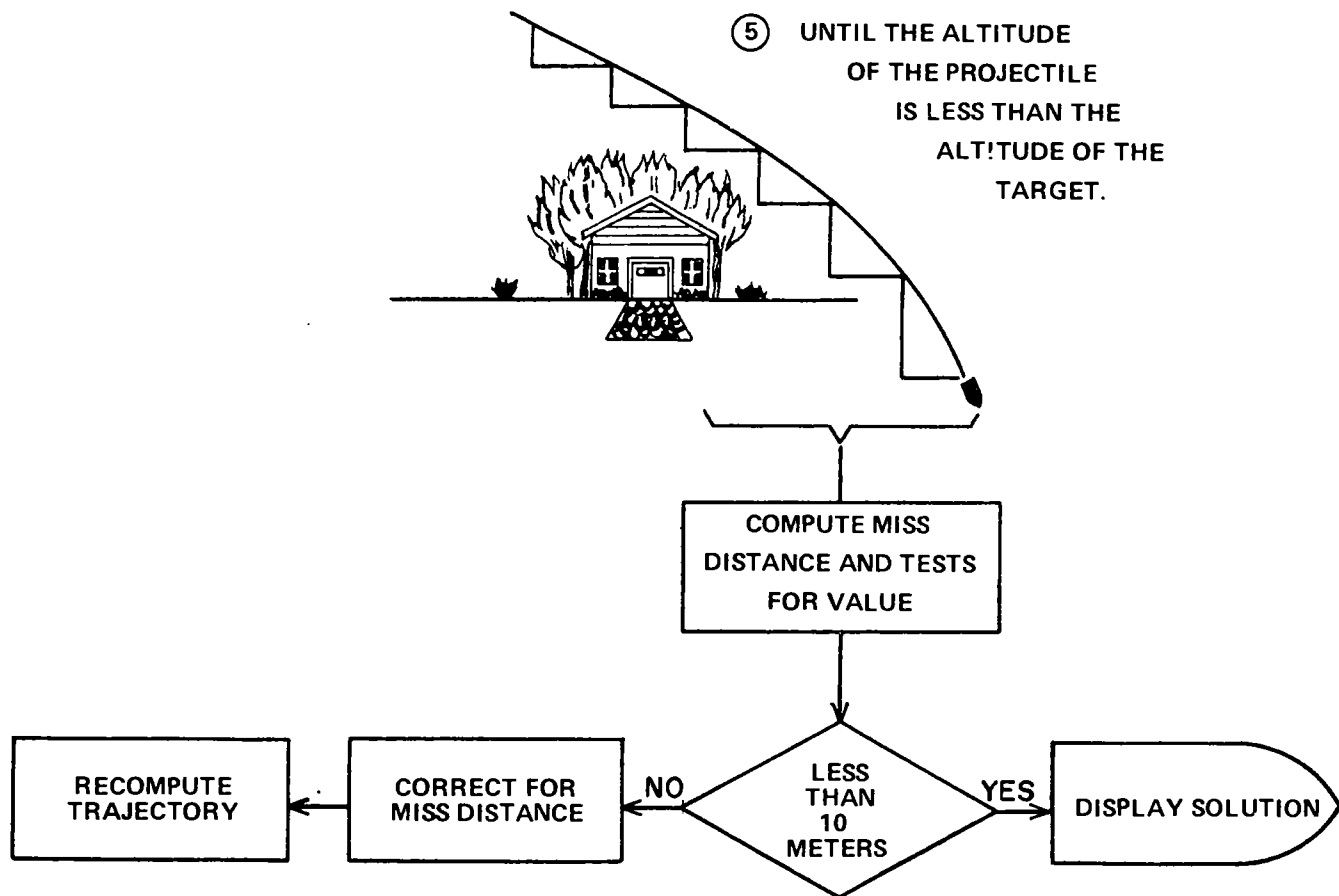 5 UNTIL THE ALTITUDE
OF THE PROJECTILE
IS LESS THAN THE
ALT!TUDE OF THE
TARGET.
COMPUTE MISS
DISTANCE AND TESTS
FOR VALUE
LESS
THAN
10
METERS
NO
YES
CORRECT FOR
MISS DISTANCE
RECOMPUTE
TRAJECTORY
DISPLAY SOLUTION